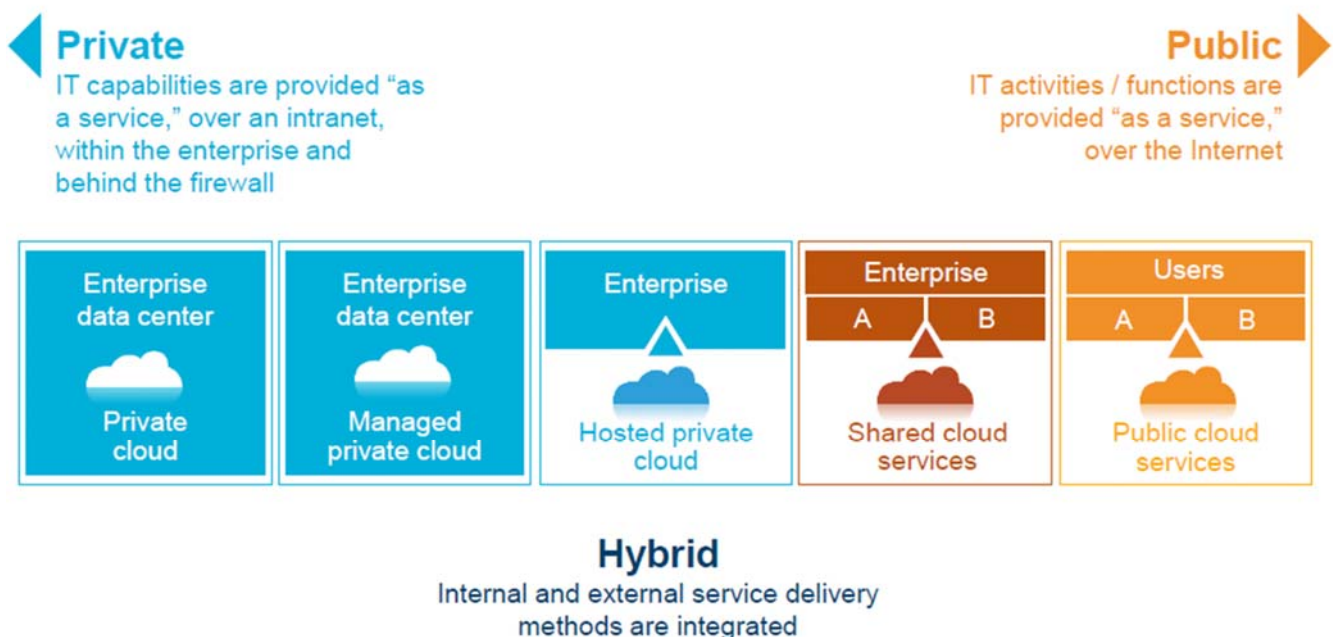 Private
IT capabilities are provided “as
a service,” over an intranet,
within the enterprise and
behind the firewall
Public
IT activities / functions are
provided “as a service,”
over the Internet
Enterprise
data center
Private
cloud
Enterprise
data center
Managed
private cloud
Enterprise
Hosted private
cloud
Enterprise
A B
Shared cloud
services
Users
A B
Public cloud
services
Hybrid
Internal and external service delivery
methods are integrated